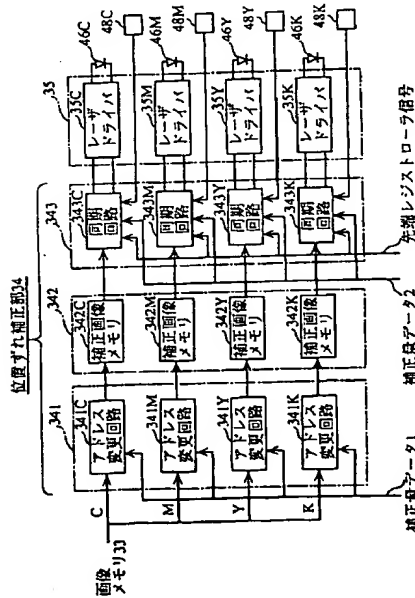 位置ずれ補正部34
341
342
343
35
画像
メモリ33
C
M
Y
K
341C
アドレス
変更回路
341M
アドレス
変更回路
341Y
アドレス
変更回路
341K
アドレス
変更回路
342C
補正画像
メモリ
342M
補正画像
メモリ
342Y
補正画像
メモリ
342K
補正画像
メモリ
343C
同期
回路
343M
同期
回路
343Y
同期
回路
343K
同期
回路
35C
レーザ
ドライバ
35M
レーザ
ドライバ
35Y
レーザ
ドライバ
35K
レーザ
ドライバ
46C
48C
46M
48M
46Y
48Y
46K
48K
補正量データ1
補正量データ2
先端レジストローラ信号